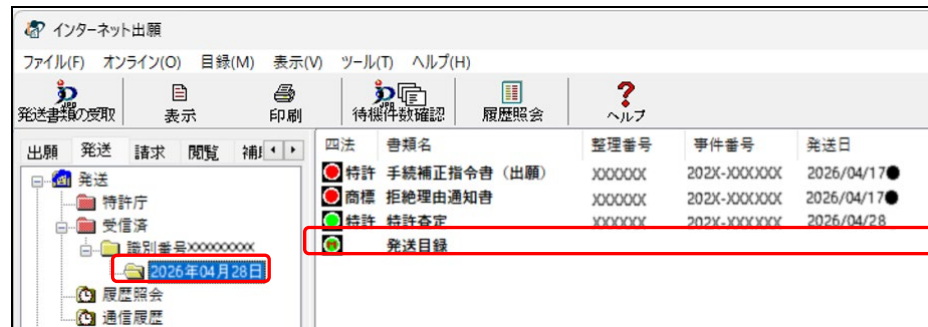 インターネット出願
ファイル(F) オンライン(O) 目録(M) 表示(V) ツール(T) ヘルプ(H)
発送書類の受取 表示 印刷 待機件数確認 履歴照会 ヘルプ
出願 発送 請求 閲覧
四法 書類名 整理番号 事件番号 発送日
発送
特許庁
受信済
識別番号XXXXXXXXX
2026年04月28日
履歴照会
通信履歴
特許 手続補正指令書（出願） XXXXXXX 202X-XXXXXXX 2026/04/17●
商標 拒絶理由通知書 XXXXXXX 202X-XXXXXXX 2026/04/17●
特許 特許査定 XXXXXXX 202X-XXXXXXX 2026/04/28
発送目録